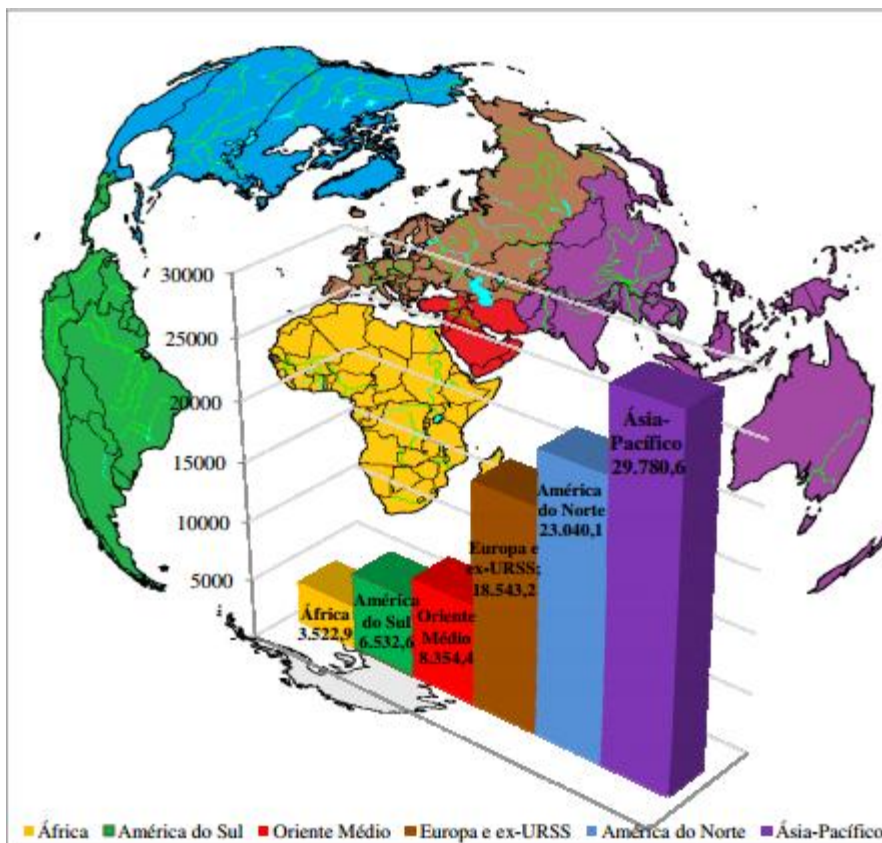 30000
25000
20000
15000
10000
5000
África
3.522,9
América
do Sul
6.532,6
Oriente
Médio
8.354,4
Europa e
ex-URSS;
18.543,2
América
do Norte
23.040,1
Ásia-
Pacífico
29.780,6
África América do Sul Oriente Médio Europa e ex-URSS América do Norte Ásia-Pacífico